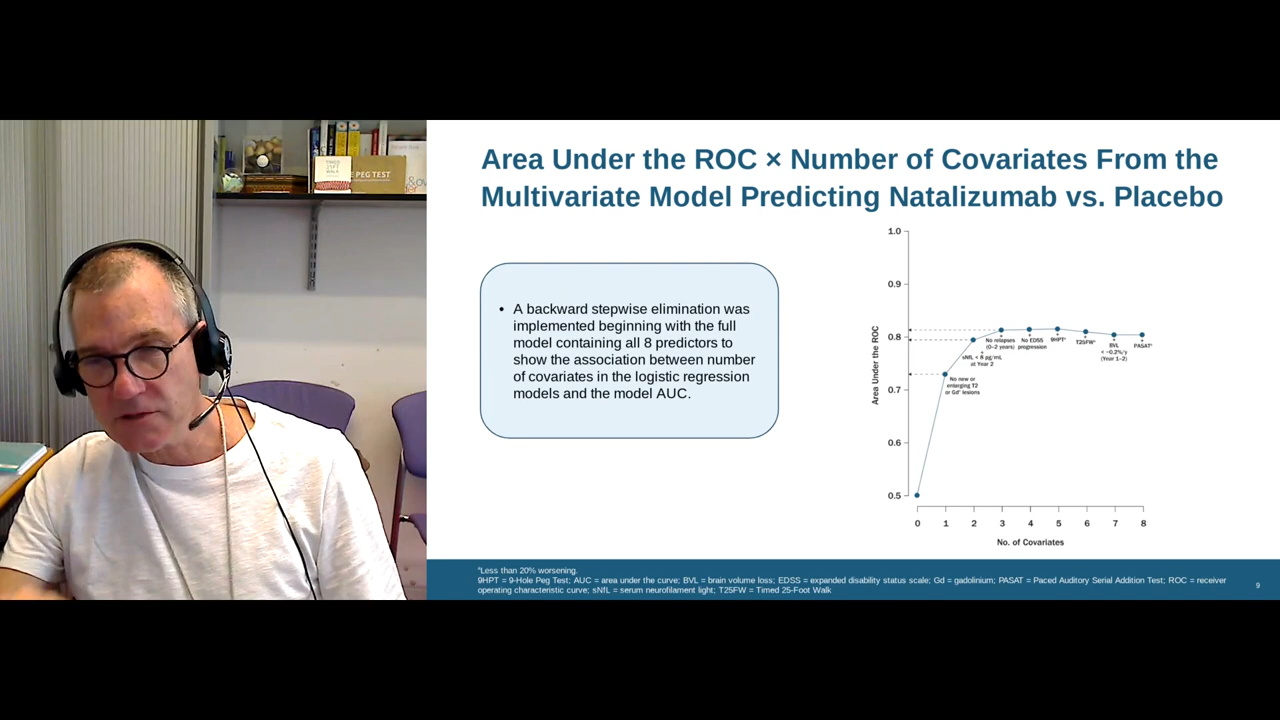 PEG TEST
Area Under the ROC × Number of Covariates From the
Multivariate Model Predicting Natalizumab vs. Placebo
• A backward stepwise elimination was
implemented beginning with the full
model containing all 8 predictors to
show the association between number
of covariates in the logistic regression
models and the model AUC.
Area Under the ROC
1.0
0.9
0.8
0.7
0.6
0.5
No new or
enlarging T2
or Gd⁺ lesions
+
sNfL < 8 pg/mL
at Year 2
+
No relapses
(0–2 years)
+
No EDSS
progression
+
9HPTᵃ
+
T25FWᵃ
+
BVL
< −0.2%/y
(Year 1–2)
+
PASATᵃ
0 1 2 3 4 5 6 7 8
No. of Covariates
ᵃLess than 20% worsening.
9HPT = 9-Hole Peg Test; AUC = area under the curve; BVL = brain volume loss; EDSS = expanded disability status scale; Gd = gadolinium; PASAT = Paced Auditory Serial Addition Test; ROC = receiver
operating characteristic curve; sNfL = serum neurofilament light; T25FW = Timed 25-Foot Walk
9